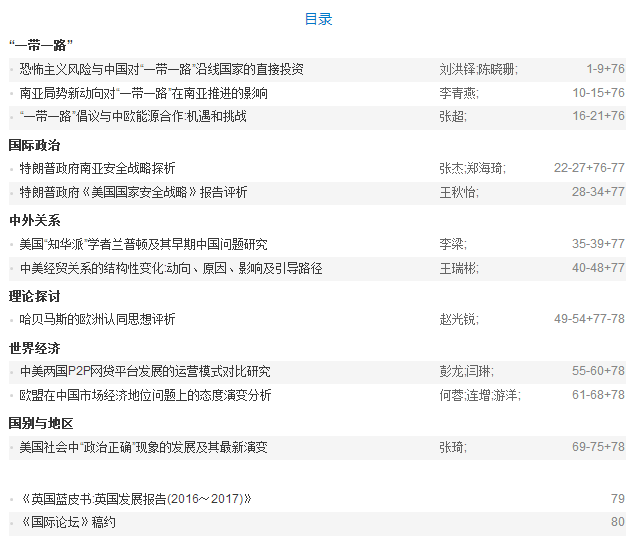 目录
“一带一路”
恐怖主义风险与中国对“一带一路”沿线国家的直接投资 刘洪铎;陈晓珊; 1-9+76
南亚局势新动向对“一带一路”在南亚推进的影响 李青燕; 10-15+76
“一带一路”倡议与中欧能源合作:机遇和挑战 张超; 16-21+76
国际政治
特朗普政府南亚安全战略探析 张杰;郑海琦; 22-27+76-77
特朗普政府《美国国家安全战略》报告评析 王秋怡; 28-34+77
中外关系
美国“知华派”学者兰普顿及其早期中国问题研究 李梁; 35-39+77
中美经贸关系的结构性变化:动向、原因、影响及引导路径 王瑞彬; 40-48+77
理论探讨
哈贝马斯的欧洲认同思想评析 赵光锐; 49-54+77-78
世界经济
中美两国P2P网贷平台发展的运营模式对比研究 彭龙;闫琳; 55-60+78
欧盟在中国市场经济地位问题上的态度演变分析 何蓉;连增;游洋; 61-68+78
国别与地区
美国社会中“政治正确”现象的发展及其最新演变 张琦; 69-75+78
《英国蓝皮书:英国发展报告(2016～2017)》 79
《国际论坛》稿约 80